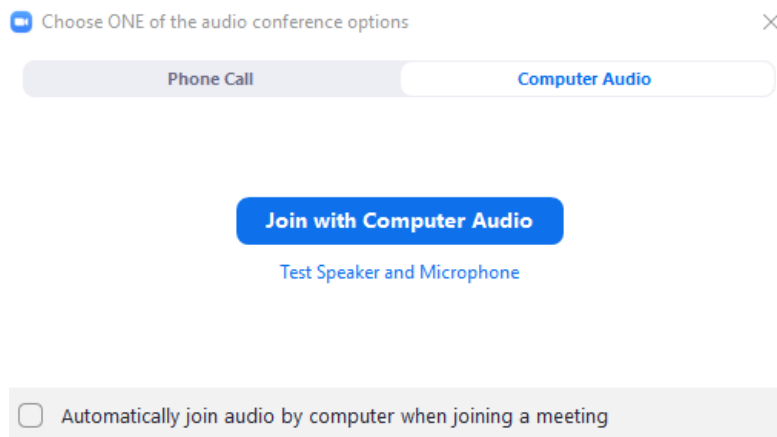 Choose ONE of the audio conference options
Phone Call
Computer Audio
Join with Computer Audio
Test Speaker and Microphone
Automatically join audio by computer when joining a meeting